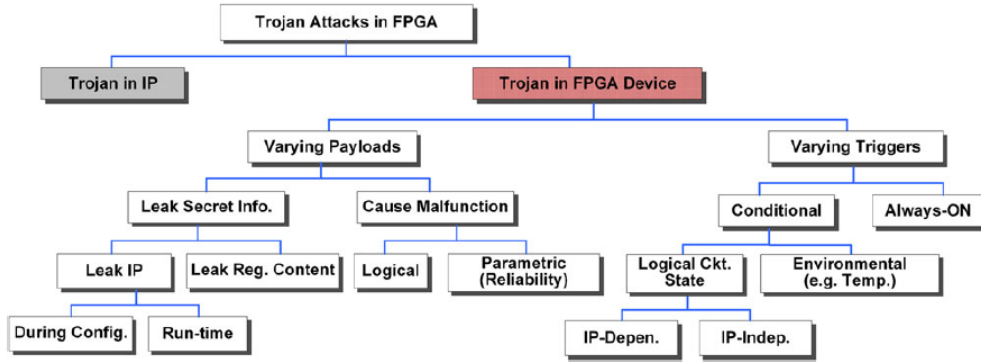 Trojan Attacks in FPGA
Trojan in IP
Trojan in FPGA Device
Varying Payloads
Varying Triggers
Leak Secret Info.
Cause Malfunction
Conditional
Always-ON
Leak IP
Leak Reg. Content
Logical
Parametric
(Reliability)
Logical Ckt.
State
Environmental
(e.g. Temp.)
During Config.
Run-time
IP-Depen.
IP-Indep.